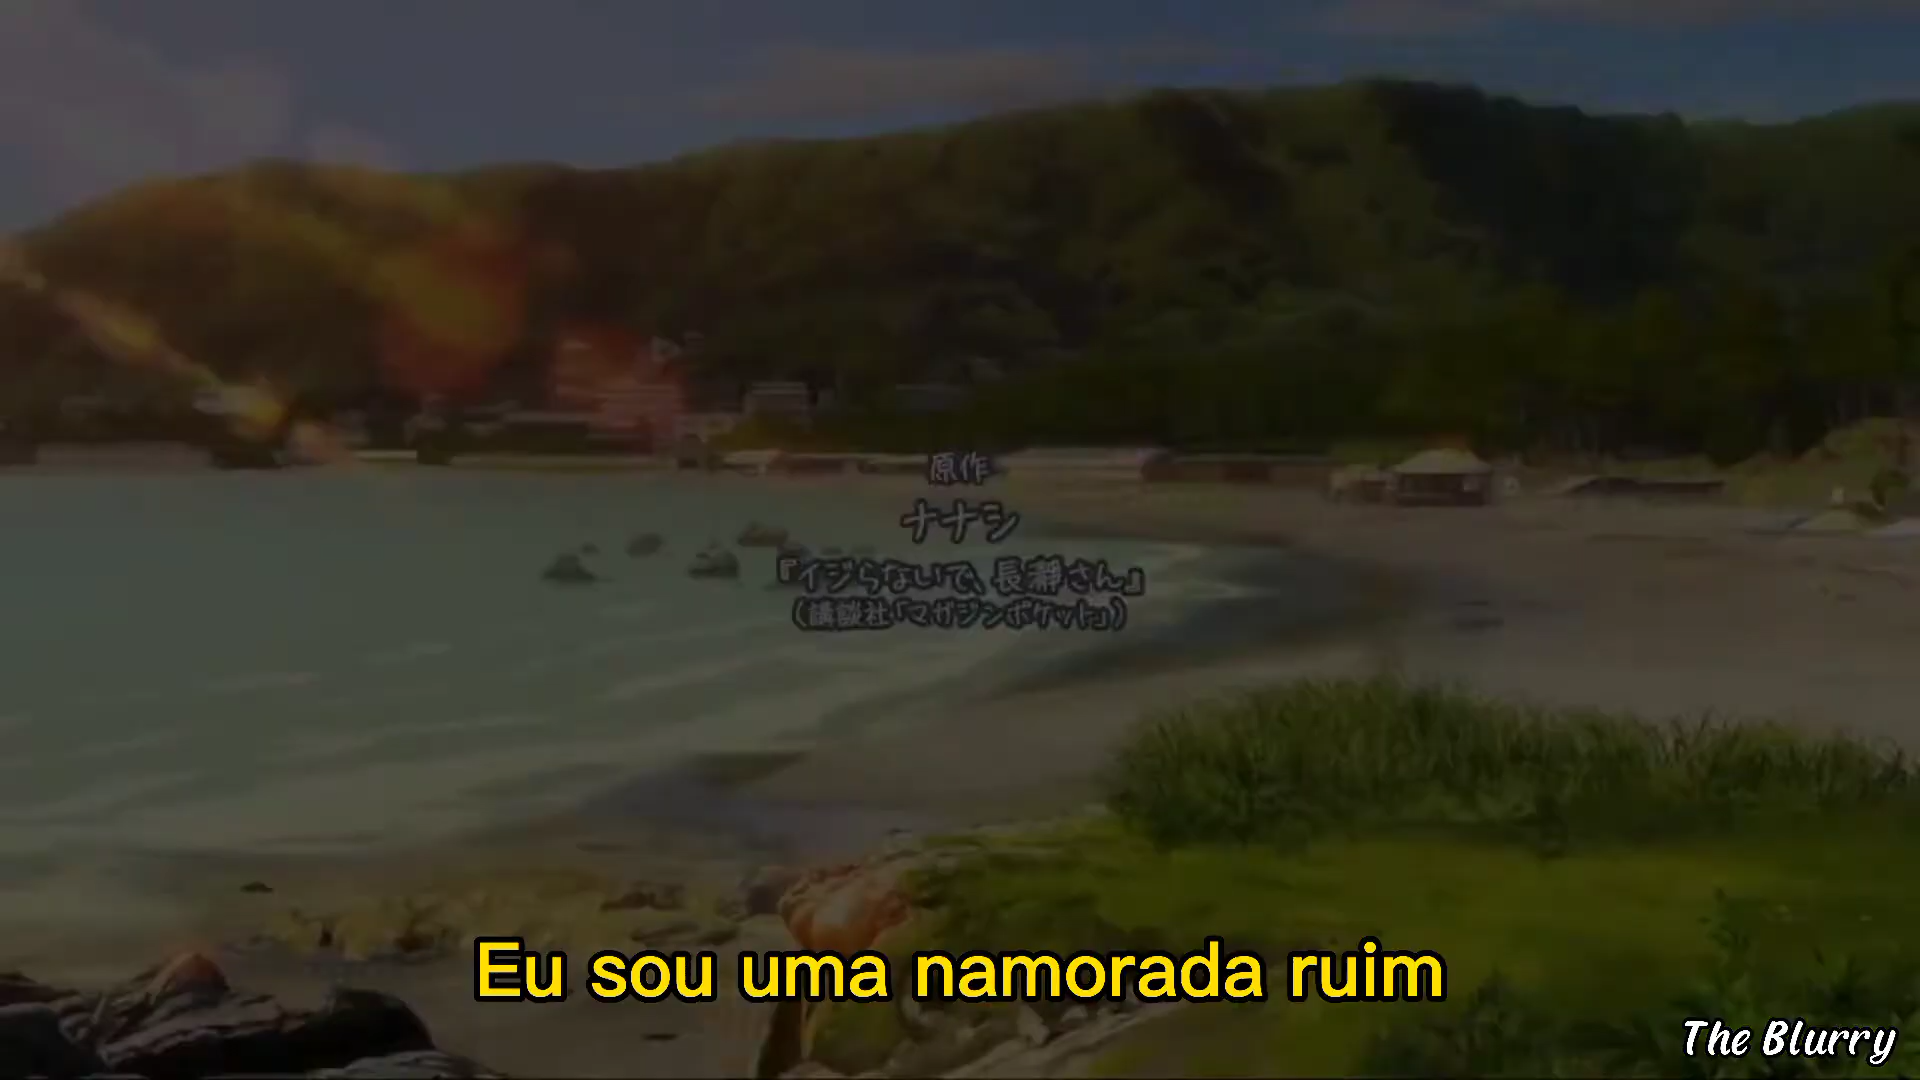 原作
ナナシ
『イジらないで、長瀞さん』
(講談社「マガジンポケット」)
Eu sou uma namorada ruim
The Blurry